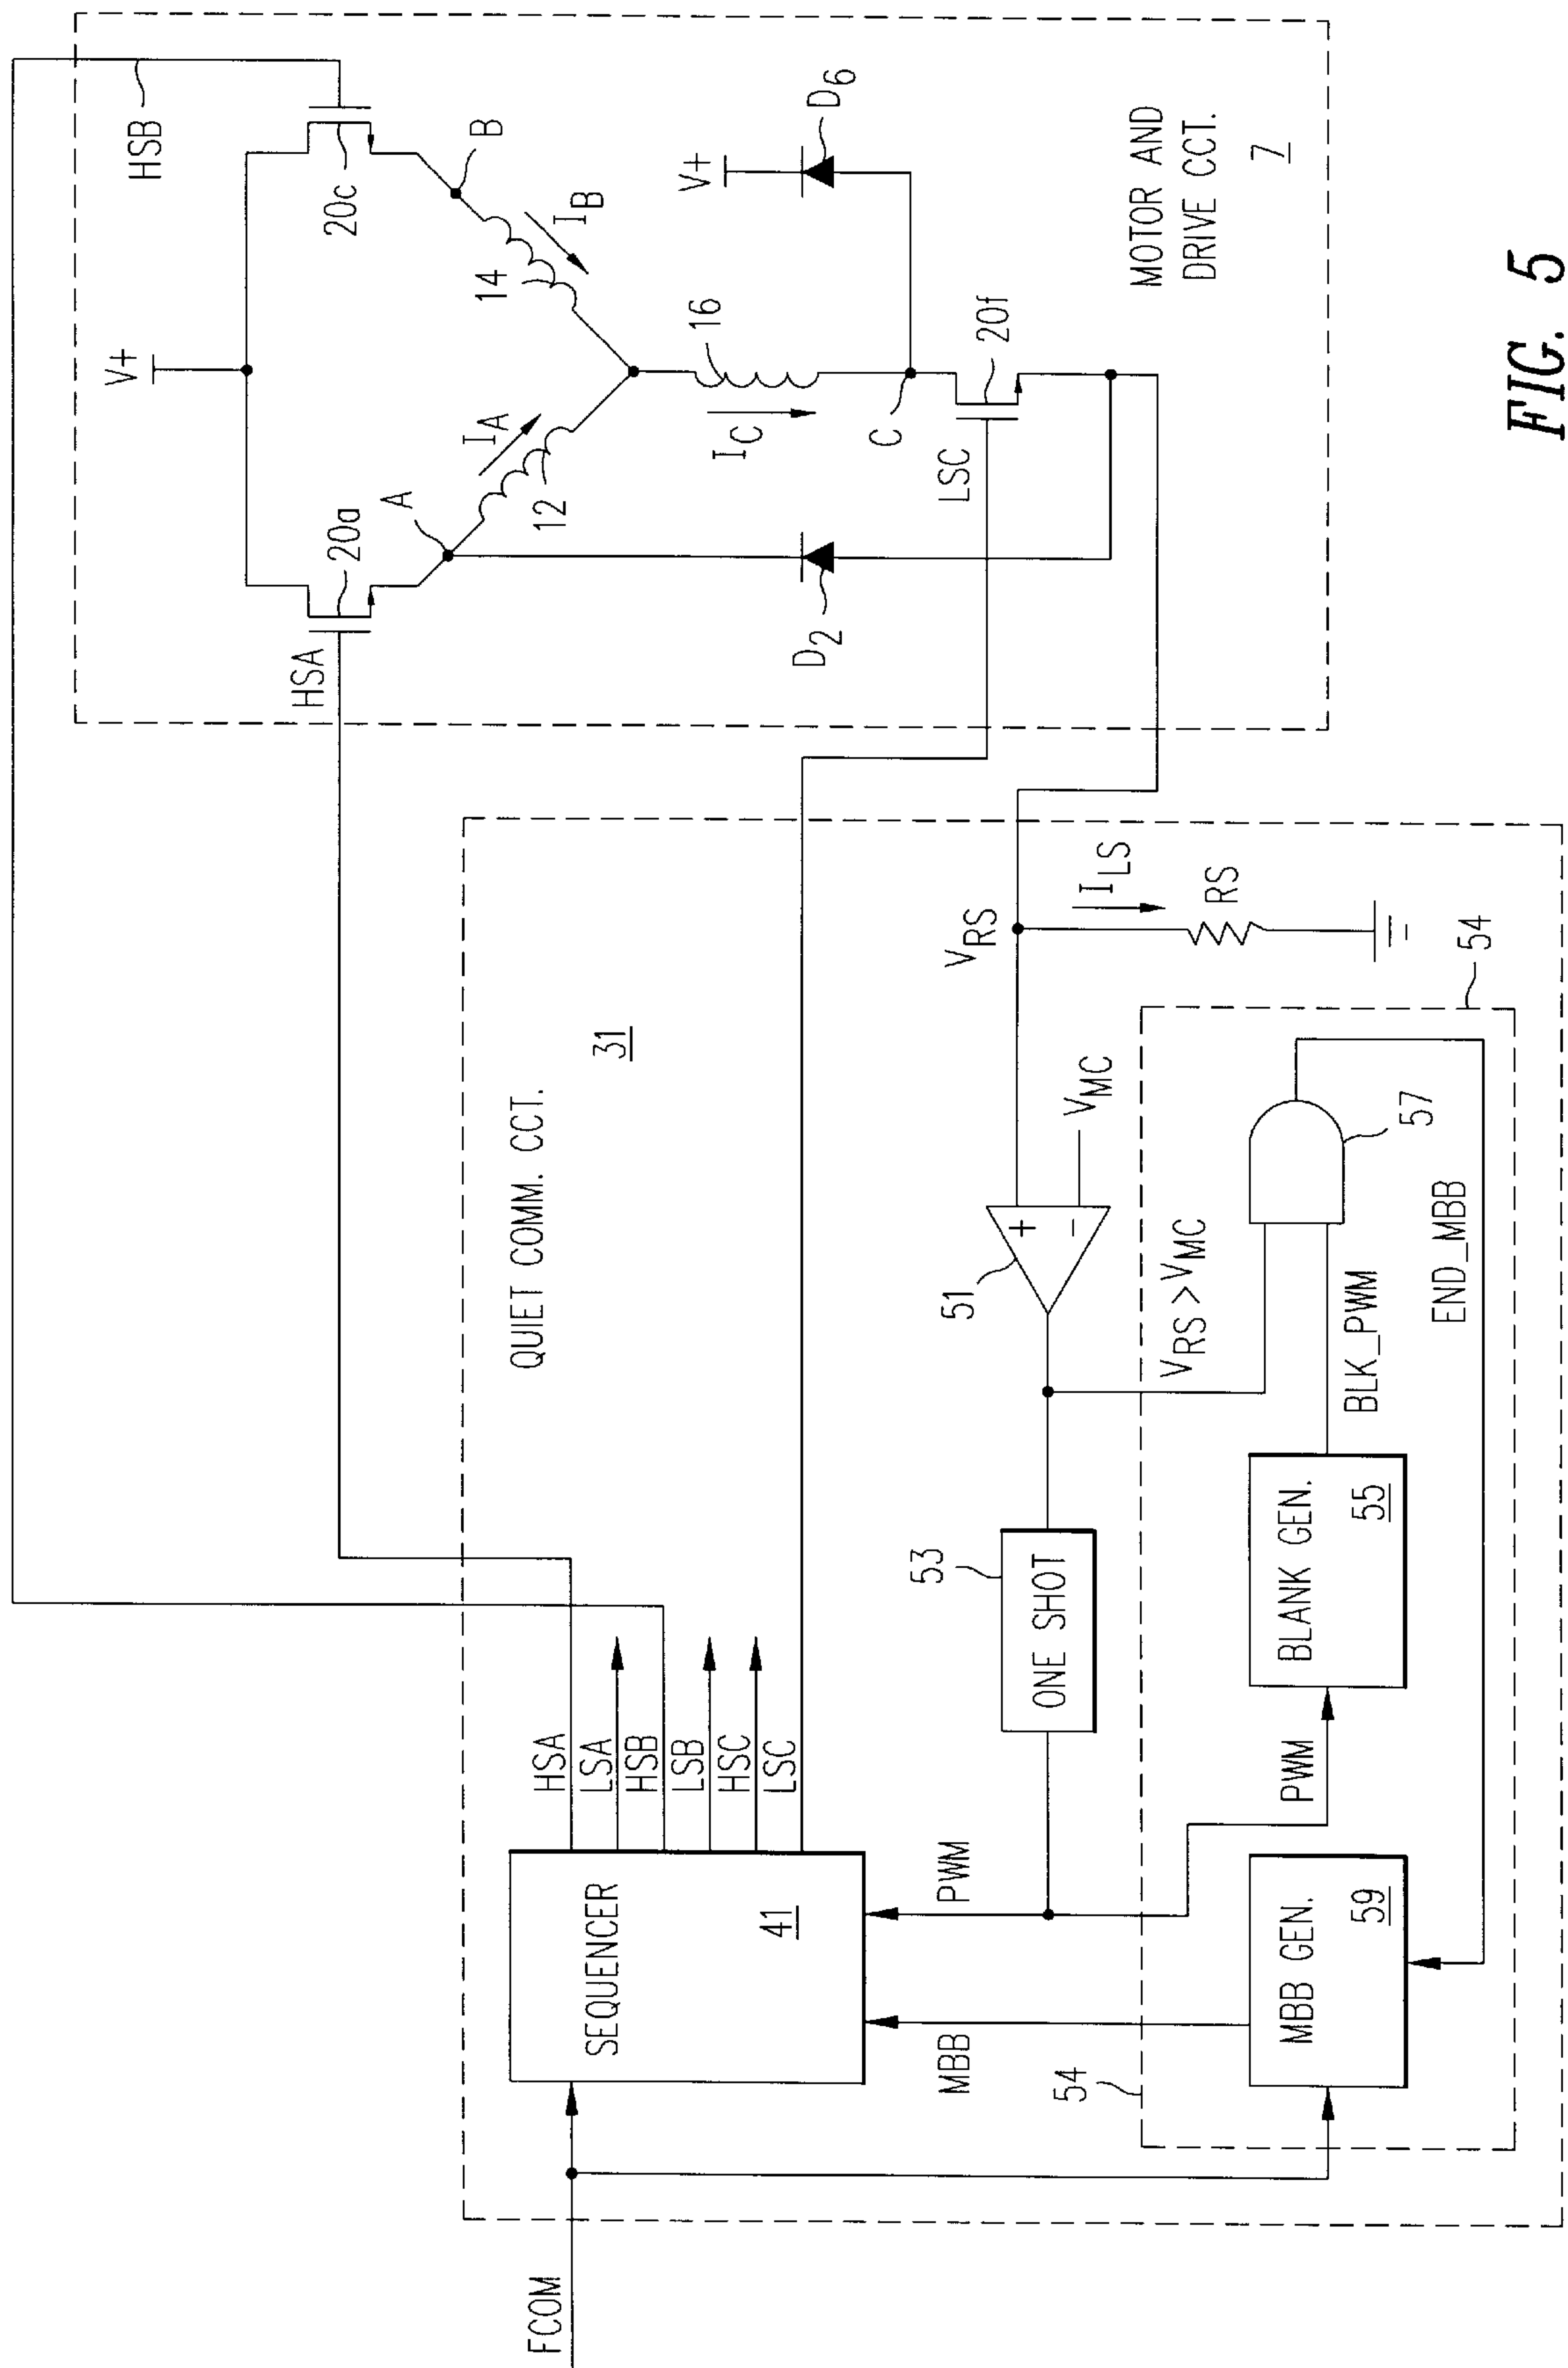 HSB
V+
HSA
20a
20c
A
B
I_A
I_B
12
14
16
I_C
V+
D_2
D_6
C
LSC
20f
MOTOR AND
DRIVE CCT.
7
QUIET COMM. CCT.
31
FCOM
SEQUENCER
41
HSA
LSA
HSB
LSB
HSC
LSC
MBB
PWM
53
ONE SHOT
51
+
-
V_MC
V_RS
I_LS
RS
54
54
V_RS > V_MC
MBB GEN.
59
PWM
BLANK GEN.
55
BLK_PWM
57
END_MBB
FIG. 5